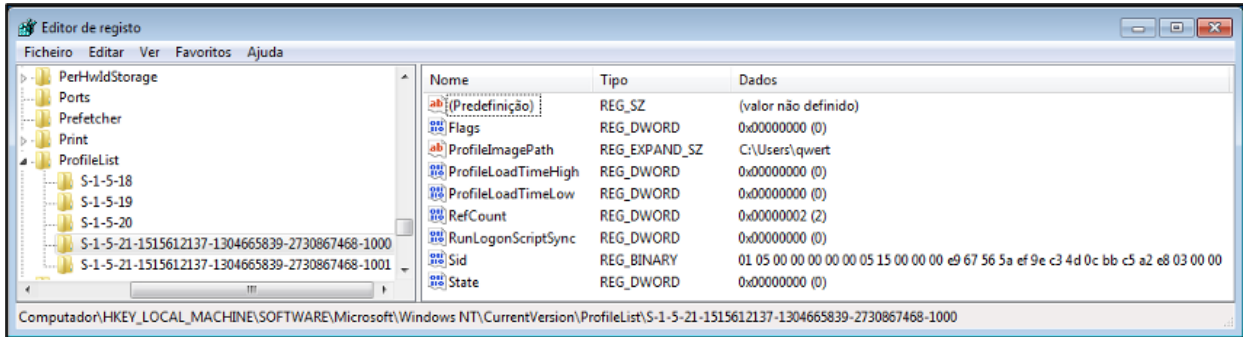 Editor de registo
Ficheiro Editar Ver Favoritos Ajuda
PerHwIdStorage
Ports
Prefetcher
Print
ProfileList
S-1-5-18
S-1-5-19
S-1-5-20
S-1-5-21-1515612137-1304665839-2730867468-1000
S-1-5-21-1515612137-1304665839-2730867468-1001
Nome Tipo Dados
(Predefinição) REG_SZ (valor não definido)
Flags REG_DWORD 0x00000000 (0)
ProfileImagePath REG_EXPAND_SZ C:\Users\qwert
ProfileLoadTimeHigh REG_DWORD 0x00000000 (0)
ProfileLoadTimeLow REG_DWORD 0x00000000 (0)
RefCount REG_DWORD 0x00000002 (2)
RunLogonScriptSync REG_DWORD 0x00000000 (0)
Sid REG_BINARY 01 05 00 00 00 00 00 05 15 00 00 00 e9 67 56 5a ef 9e c3 4d 0c bb c5 a2 e8 03 00 00
State REG_DWORD 0x00000000 (0)
Computador\HKEY_LOCAL_MACHINE\SOFTWARE\Microsoft\Windows NT\CurrentVersion\ProfileList\S-1-5-21-1515612137-1304665839-2730867468-1000